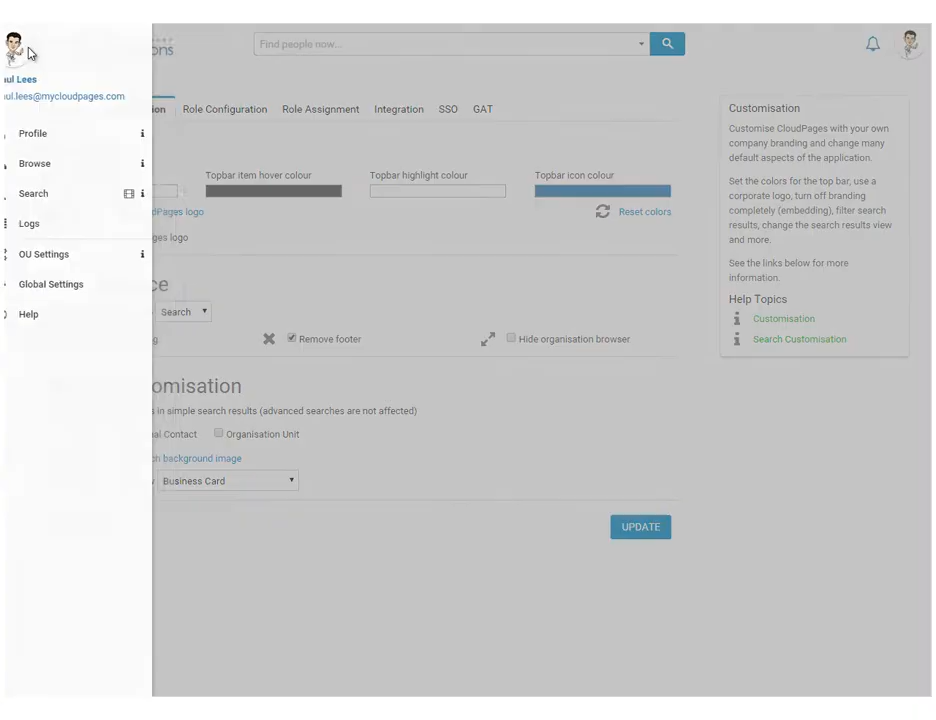 ons
Find people now...
ul Lees
ul.lees@mycloudpages.com
Profile
Browse
Search
Logs
OU Settings
Global Settings
Help
ion Role Configuration Role Assignment Integration SSO GAT
Topbar item hover colour Topbar highlight colour Topbar icon colour
dPages logo Reset colors
ges logo
ce
Search
g Remove footer Hide organisation browser
omisation
s in simple search results (advanced searches are not affected)
al Contact Organisation Unit
h background image
Business Card
UPDATE
Customisation
Customise CloudPages with your own
company branding and change many
default aspects of the application.
Set the colors for the top bar, use a
corporate logo, turn off branding
completely (embedding), filter search
results, change the search results view
and more.
See the links below for more
information.
Help Topics
Customisation
Search Customisation